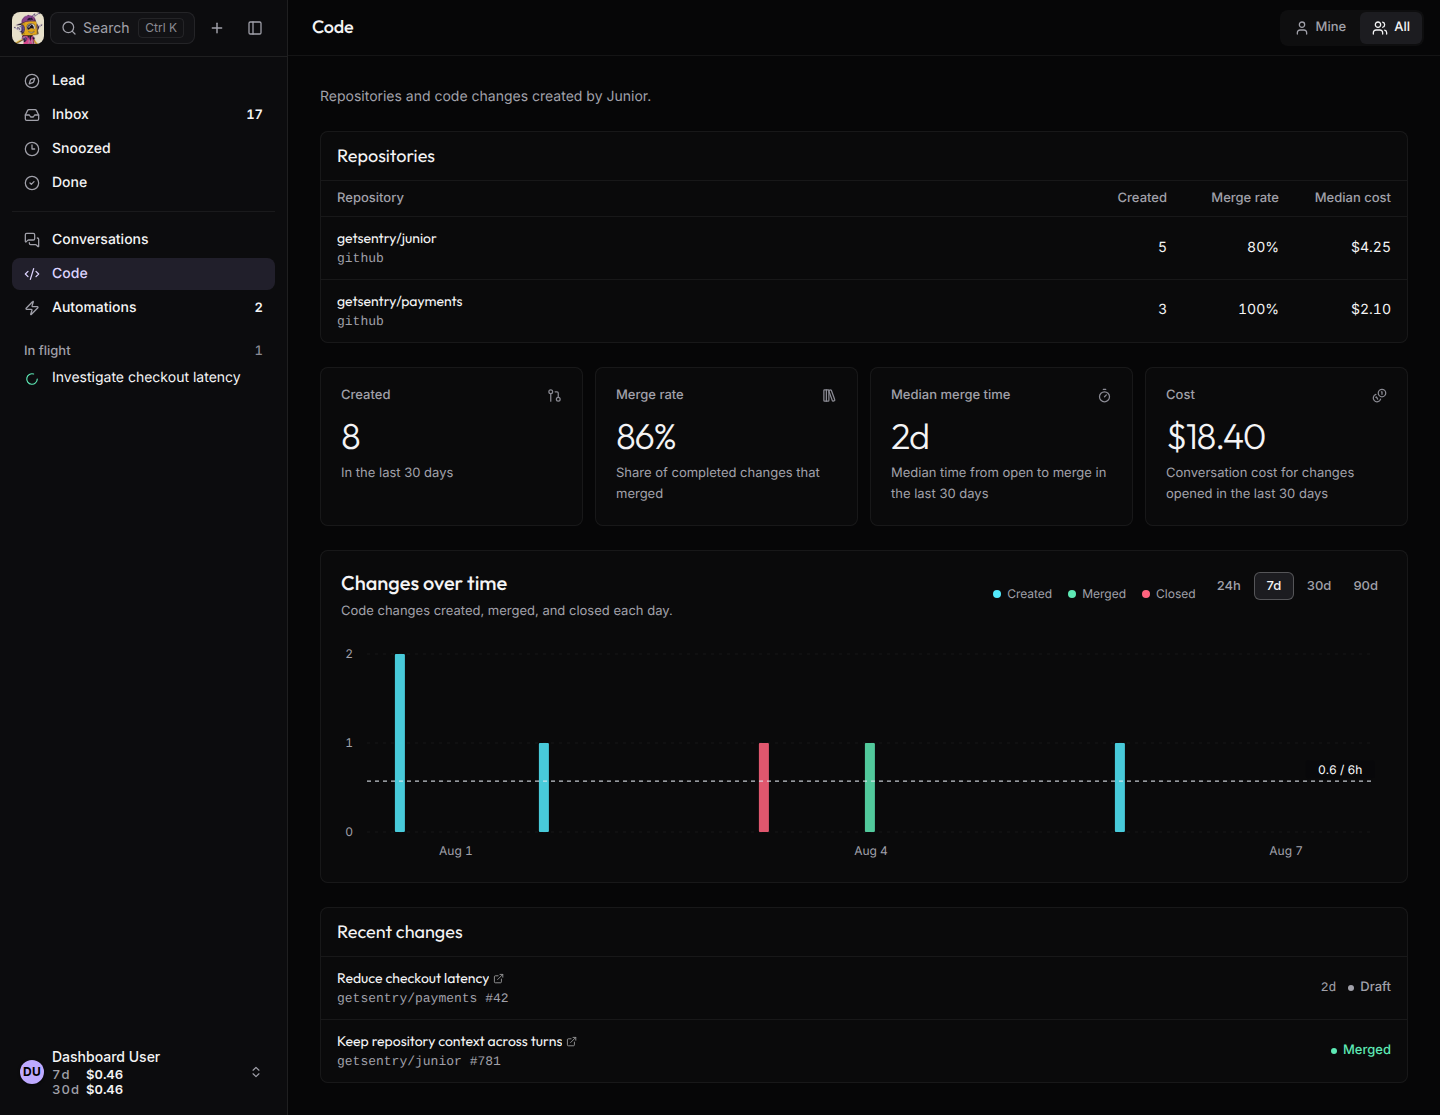 Search Ctrl K
Code
Mine All
Lead
Inbox 17
Snoozed
Done
Conversations
Code
Automations 2
In flight 1
Investigate checkout latency
Repositories and code changes created by Junior.
Repositories
Repository Created Merge rate Median cost
getsentry/junior 5 80% $4.25
github
getsentry/payments 3 100% $2.10
github
Created
8
In the last 30 days
Merge rate
86%
Share of completed changes that
merged
Median merge time
2d
Median time from open to merge in
the last 30 days
Cost
$18.40
Conversation cost for changes
opened in the last 30 days
Changes over time
Code changes created, merged, and closed each day.
Created Merged Closed 24h 7d 30d 90d
2
1
0.6 / 6h
0
Aug 1 Aug 4 Aug 7
Recent changes
Reduce checkout latency
getsentry/payments #42
2d Draft
Keep repository context across turns
getsentry/junior #781
Merged
DU Dashboard User
7d $0.46
30d $0.46